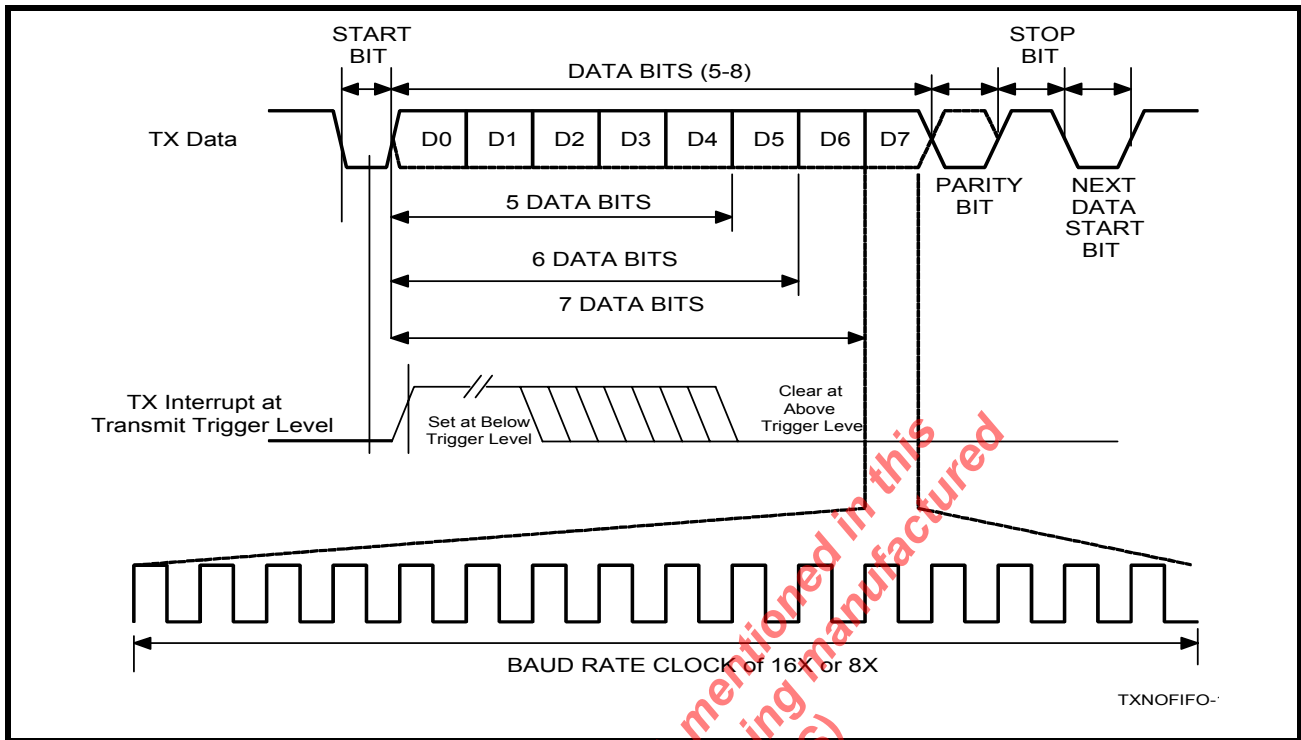 START
BIT
DATA BITS (5-8)
STOP
BIT
TX Data
D0 D1 D2 D3 D4 D5 D6 D7
PARITY
BIT
NEXT
DATA
START
BIT
5 DATA BITS
6 DATA BITS
7 DATA BITS
TX Interrupt at
Transmit Trigger Level
Set at Below
Trigger Level
Clear at
Above
Trigger Level
BAUD RATE CLOCK of 16X or 8X
TXNOFIFO-
mentioned in this
ing manufactured